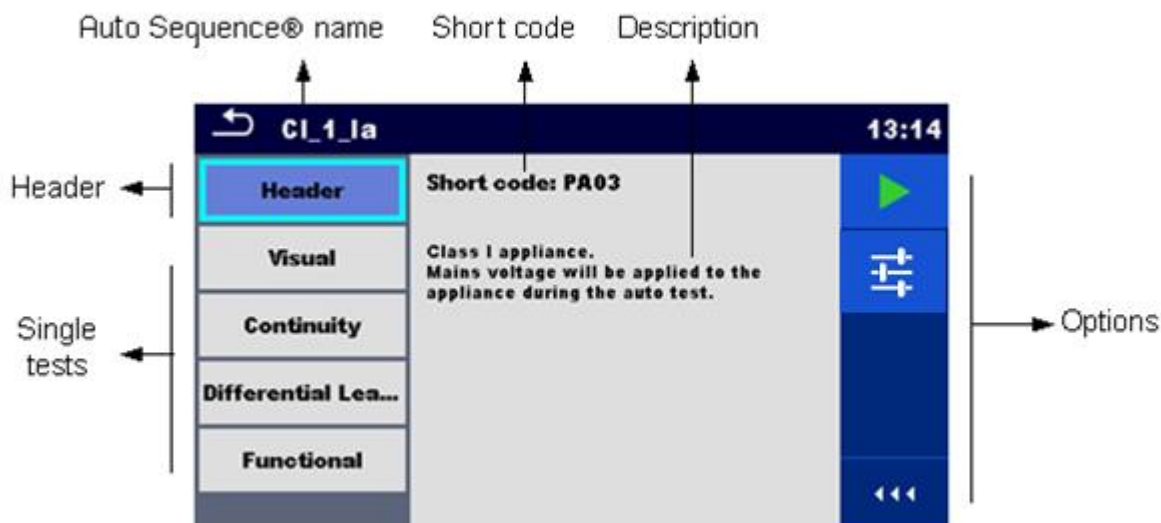 Auto Sequence® name Short code Description
Cl_1_Ia 13:14
Header
Header
Short code: PA03
Visual
Class I appliance.
Mains voltage will be applied to the
appliance during the auto test.
Single
tests
Continuity
Differential Lea...
Functional
Options